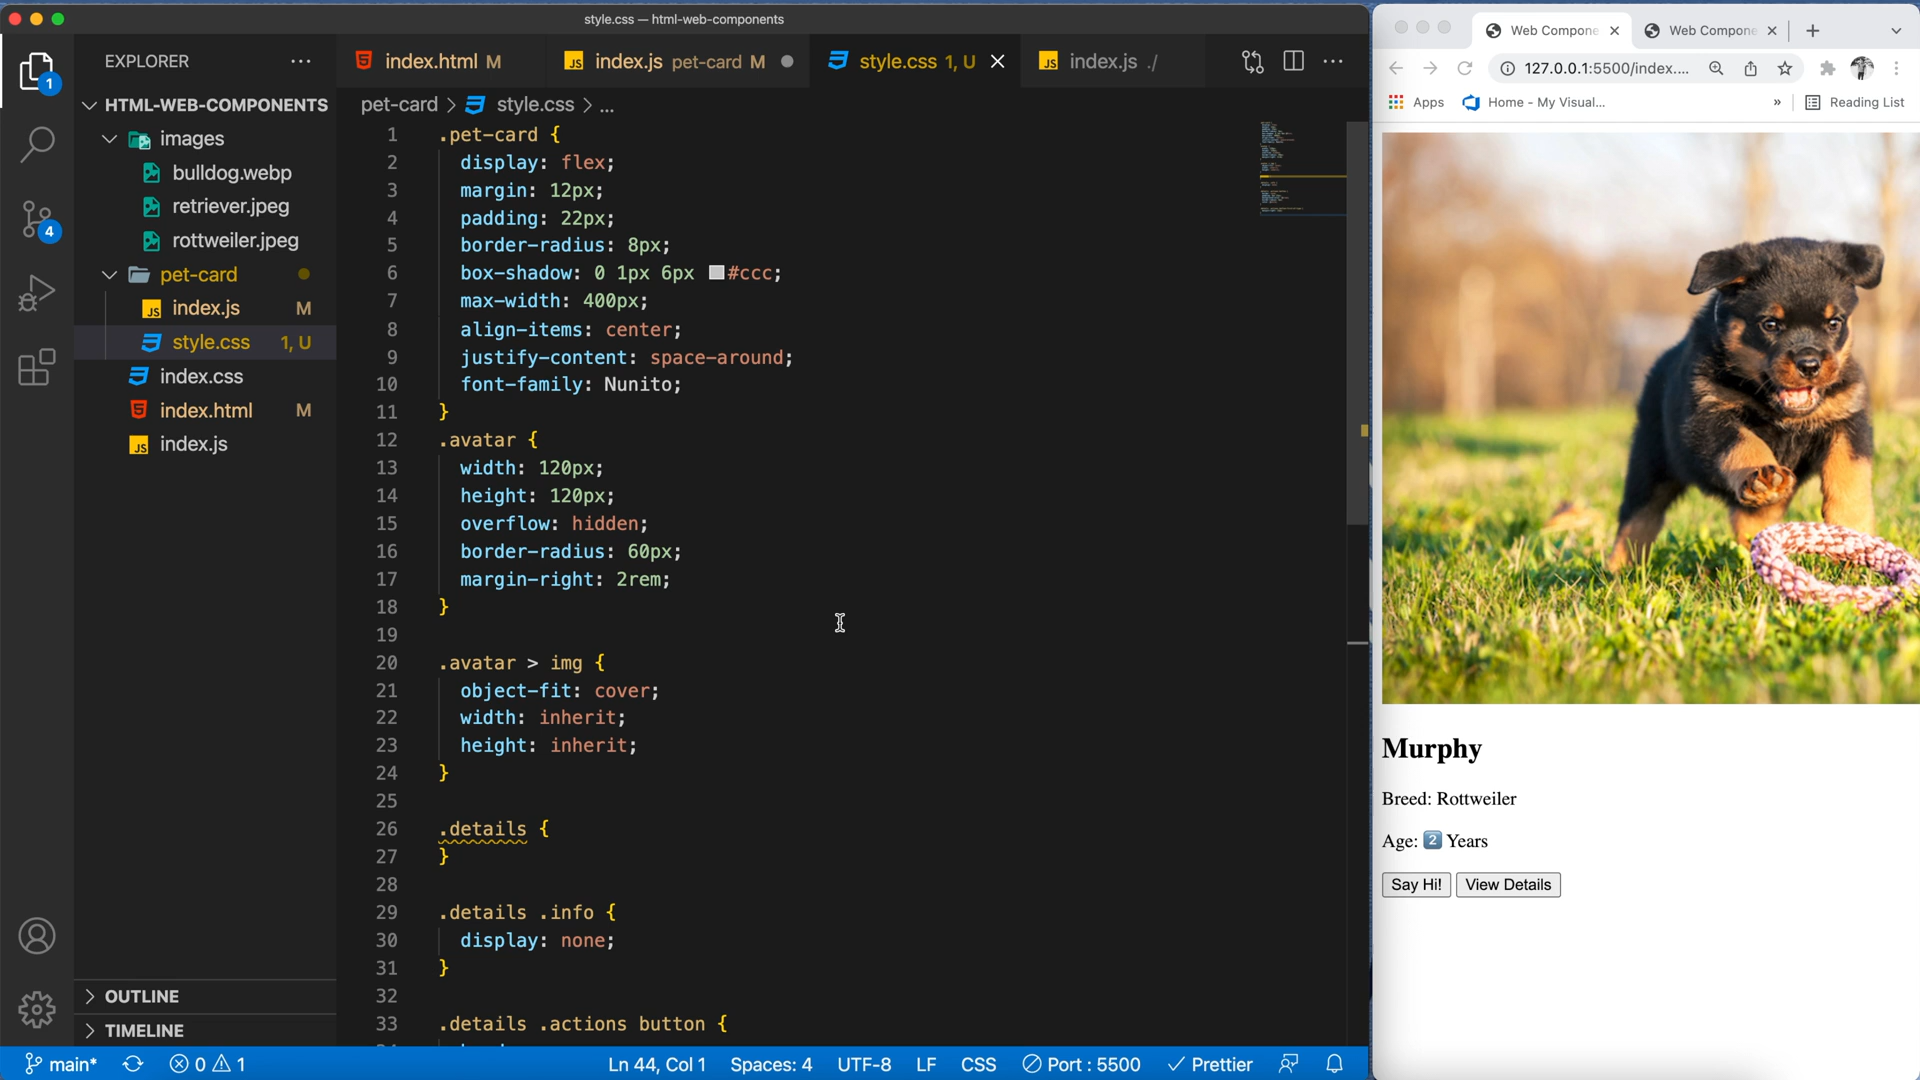 style.css — html-web-components
EXPLORER
index.html M
index.js pet-card M
style.css 1, U
index.js ./
pet-card > style.css > ...
HTML-WEB-COMPONENTS
images
bulldog.webp
retriever.jpeg
rottweiler.jpeg
pet-card
index.js M
style.css 1, U
index.css
index.html M
index.js
OUTLINE
TIMELINE
1
4
1 .pet-card {
2 display: flex;
3 margin: 12px;
4 padding: 22px;
5 border-radius: 8px;
6 box-shadow: 0 1px 6px #ccc;
7 max-width: 400px;
8 align-items: center;
9 justify-content: space-around;
10 font-family: Nunito;
11 }
12 .avatar {
13 width: 120px;
14 height: 120px;
15 overflow: hidden;
16 border-radius: 60px;
17 margin-right: 2rem;
18 }
19
20 .avatar > img {
21 object-fit: cover;
22 width: inherit;
23 height: inherit;
24 }
25
26 .details {
27 }
28
29 .details .info {
30 display: none;
31 }
32
33 .details .actions button {
main* 0 1 Ln 44, Col 1 Spaces: 4 UTF-8 LF CSS Port : 5500 Prettier
Web Compone
Web Compone
127.0.0.1:5500/index....
Apps Home - My Visual... » Reading List
Murphy
Breed: Rottweiler
Age: 2 Years
Say Hi! View Details